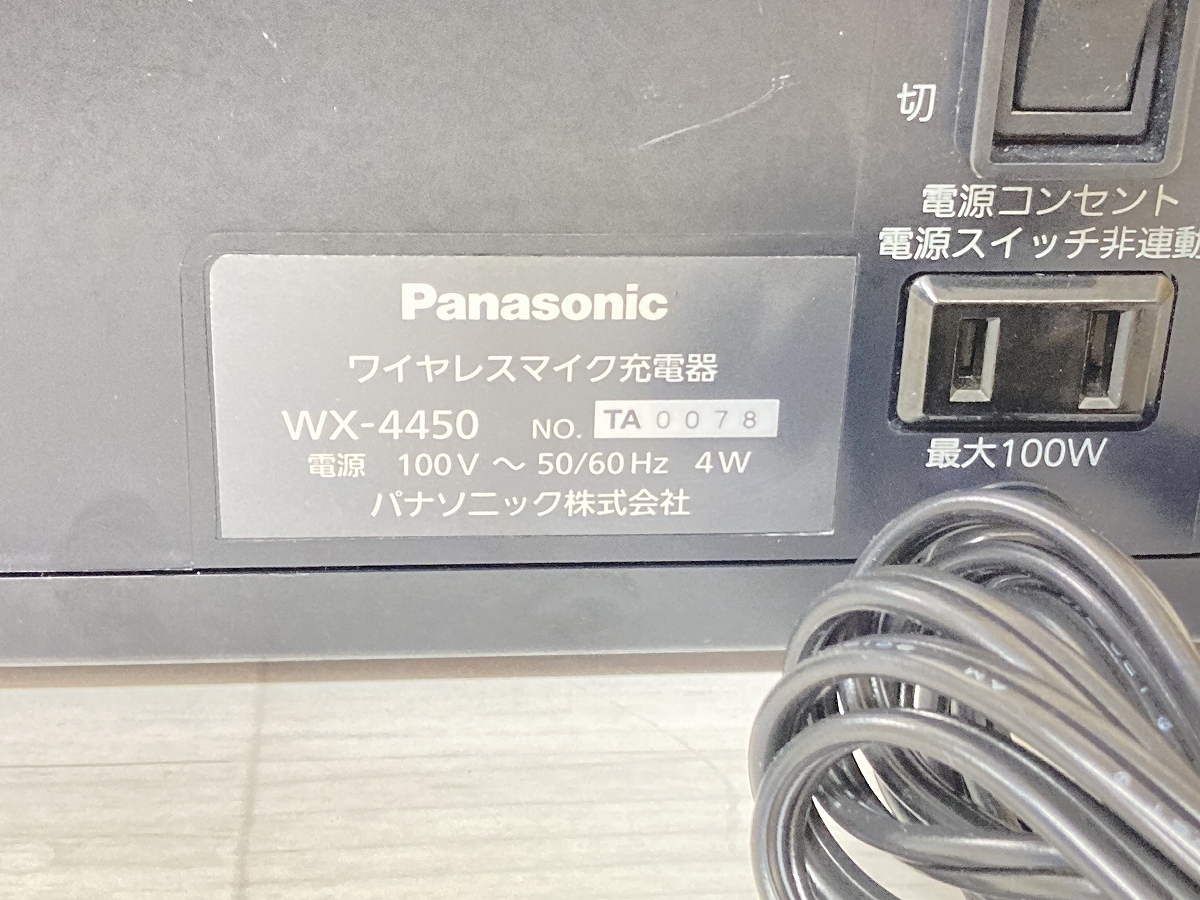 切
電源コンセント
電源スイッチ非連動
Panasonic
ワイヤレスマイク充電器
WX-4450 NO. TA 0078
電源 100V ～ 50/60Hz 4W
パナソニック株式会社
最大100W